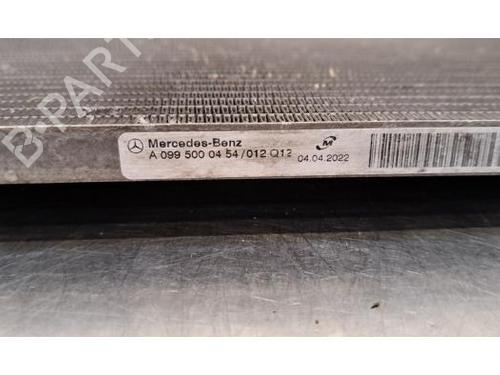 B-Parts
Mercedes-Benz
A 099 500 04 54/012 Q12
M
04.04.2022